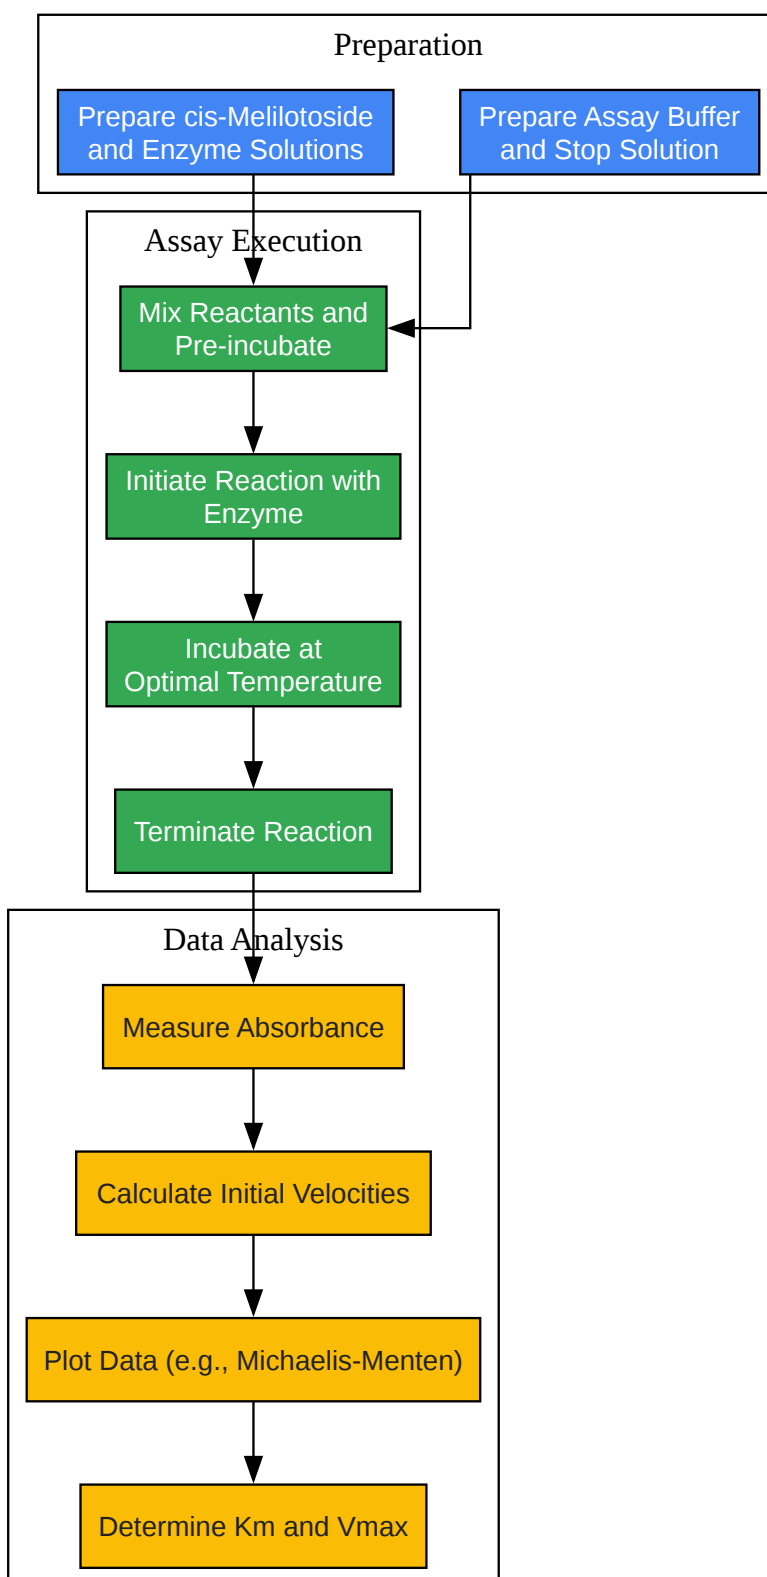 Preparation
Prepare cis-Melilotoside
and Enzyme Solutions
Prepare Assay Buffer
and Stop Solution
Assay Execution
Mix Reactants and
Pre-incubate
Initiate Reaction with
Enzyme
Incubate at
Optimal Temperature
Terminate Reaction
Data Analysis
Measure Absorbance
Calculate Initial Velocities
Plot Data (e.g., Michaelis-Menten)
Determine Km and Vmax